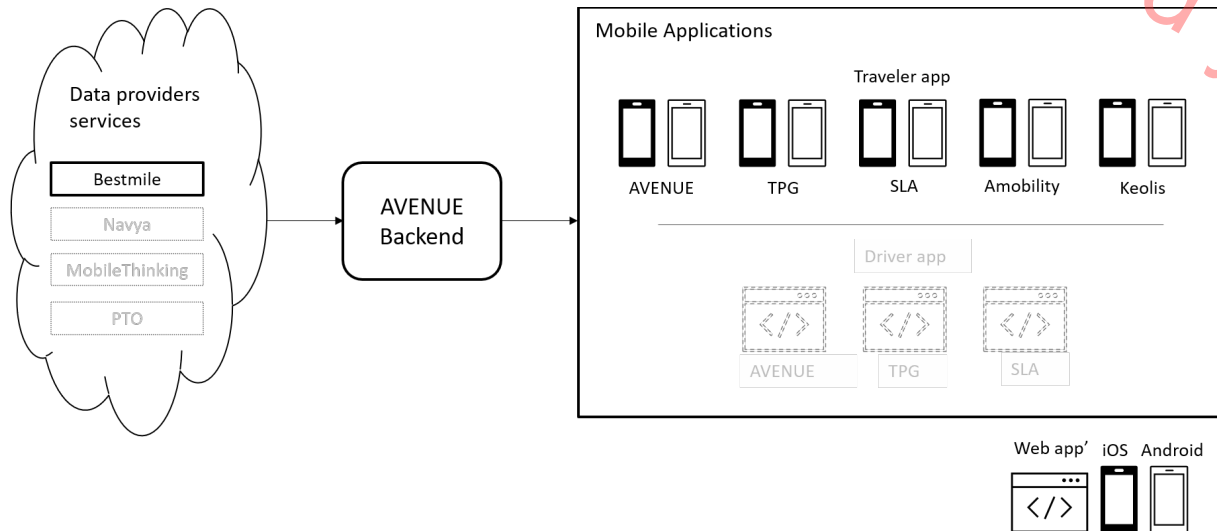 Mobile Applications
Data providers
services
Bestmile
Navya
MobileThinking
PTO
AVENUE
Backend
Traveler app
AVENUE
TPG
SLA
Amobility
Keolis
Driver app
</>
</>
</>
AVENUE
TPG
SLA
Web app'
iOS
Android
</>